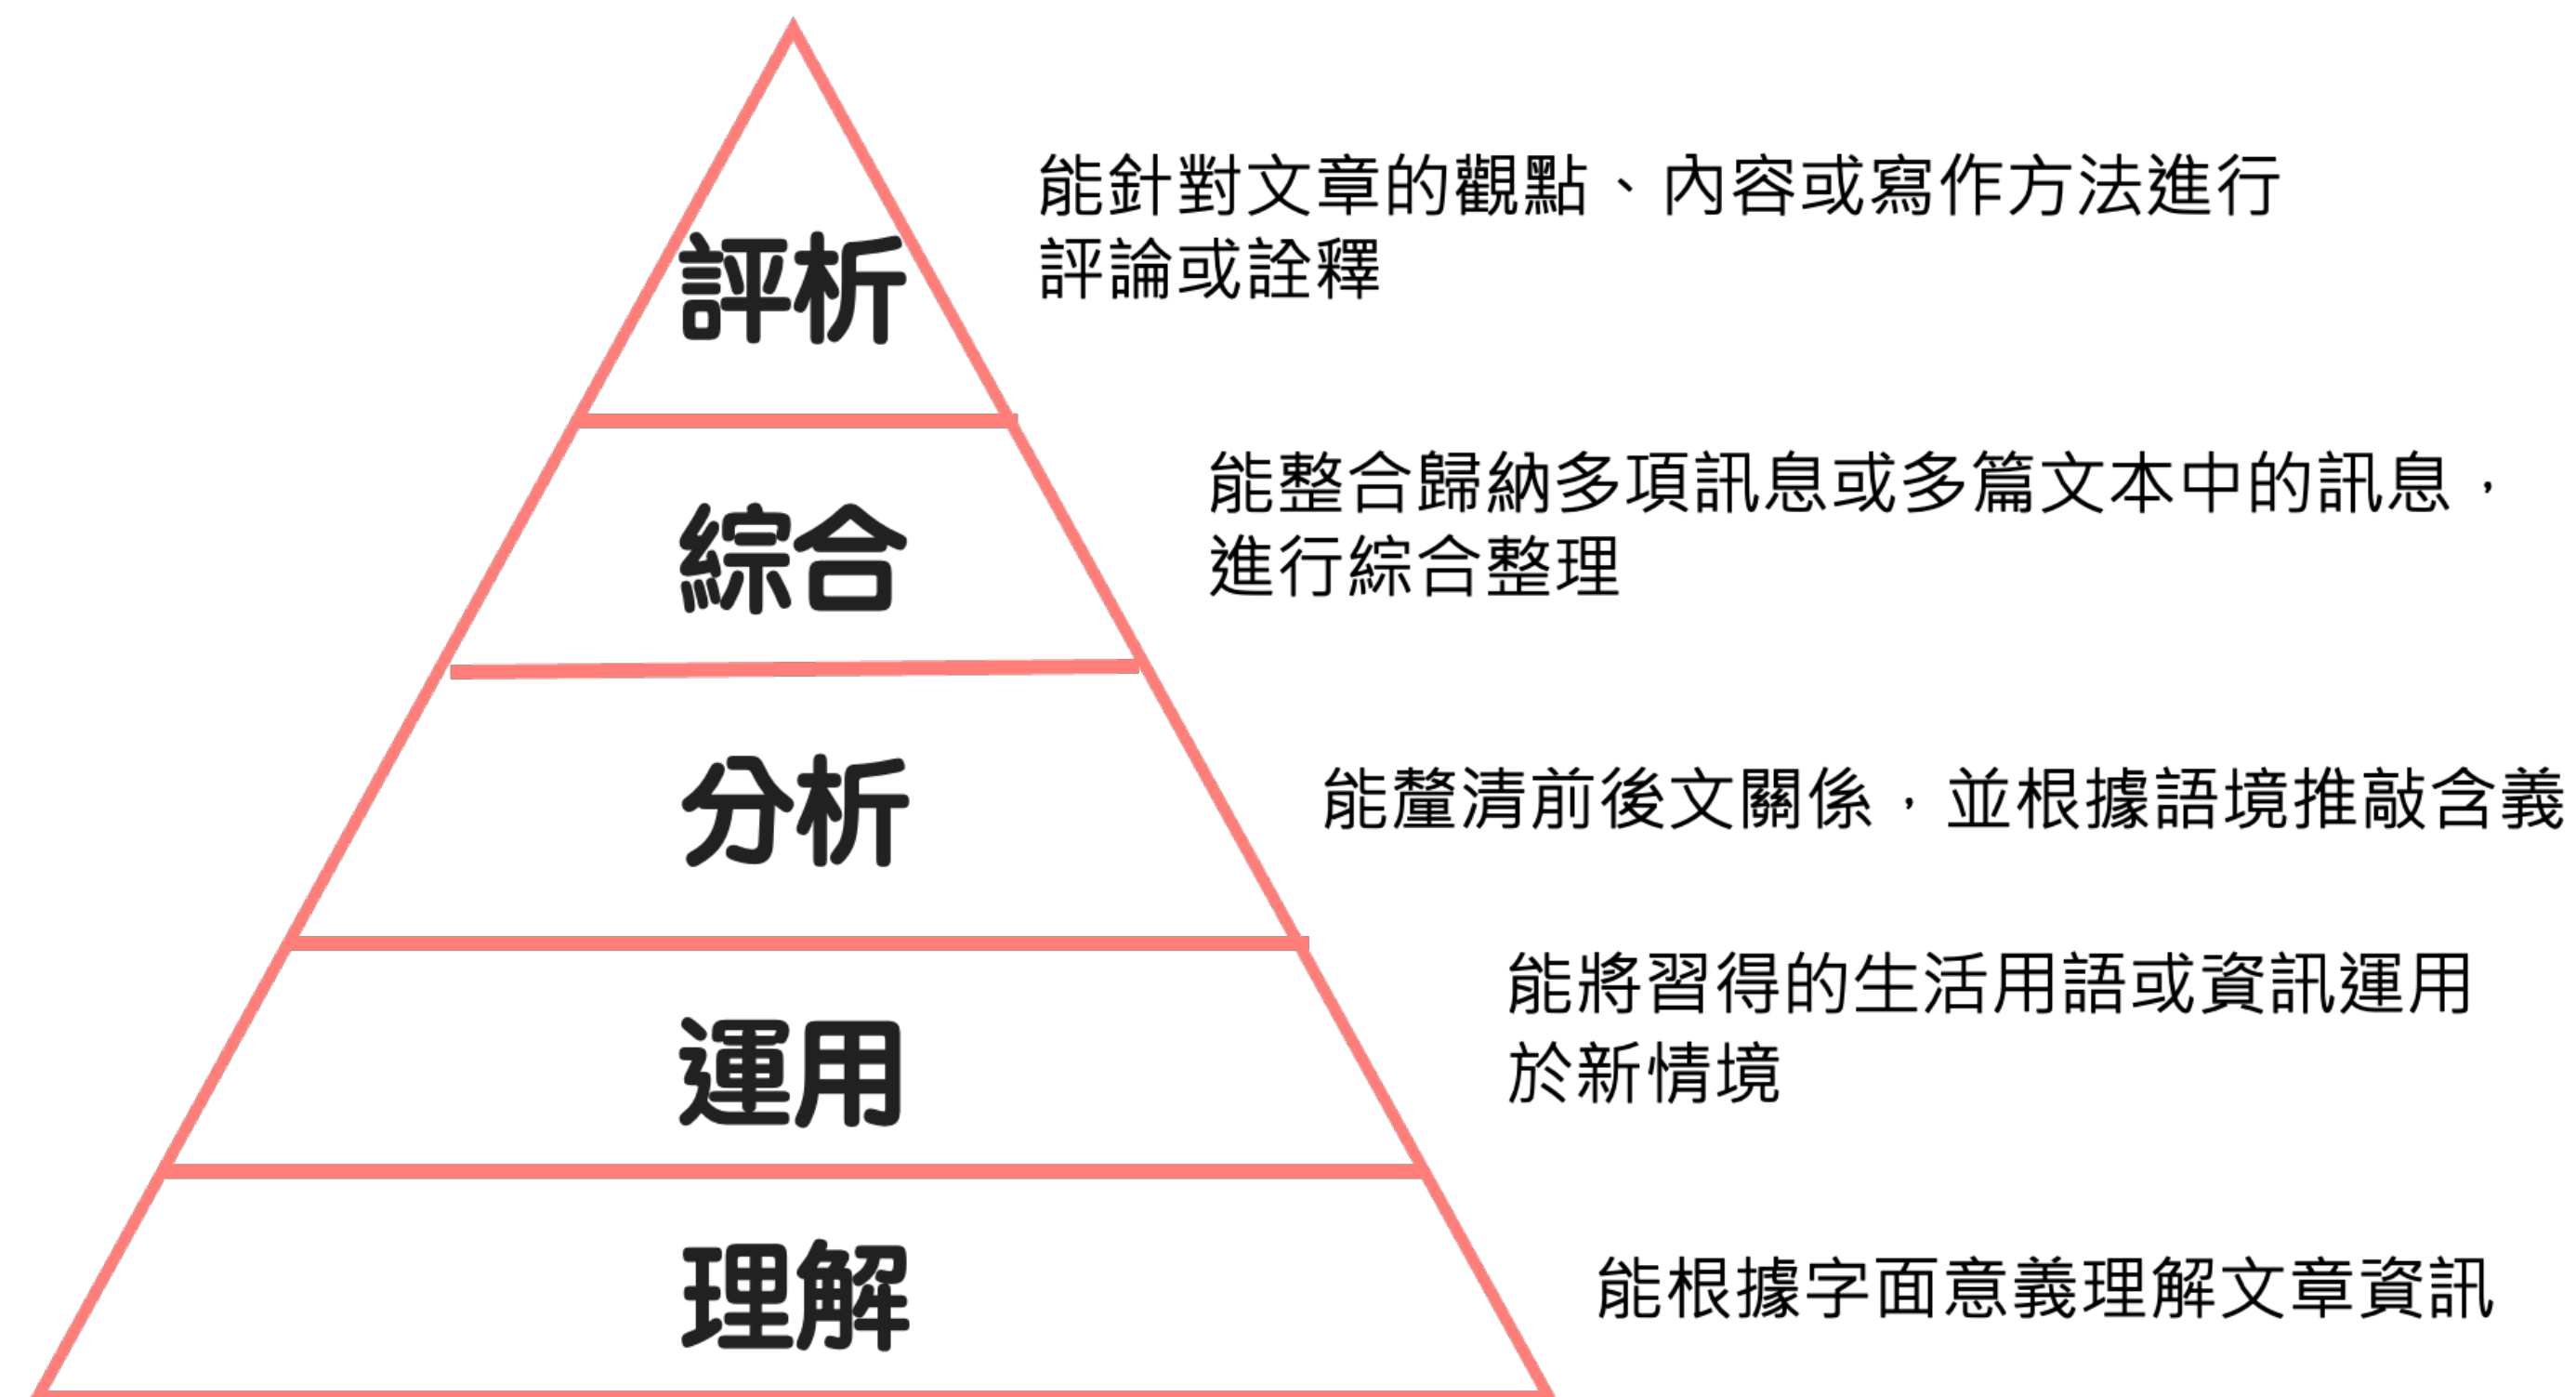 評析
能針對文章的觀點、內容或寫作方法進行
評論或詮釋
綜合
能整合歸納多項訊息或多篇文本中的訊息，
進行綜合整理
分析
能釐清前後文關係，並根據語境推敲含義
運用
能將習得的生活用語或資訊運用
於新情境
理解
能根據字面意義理解文章資訊